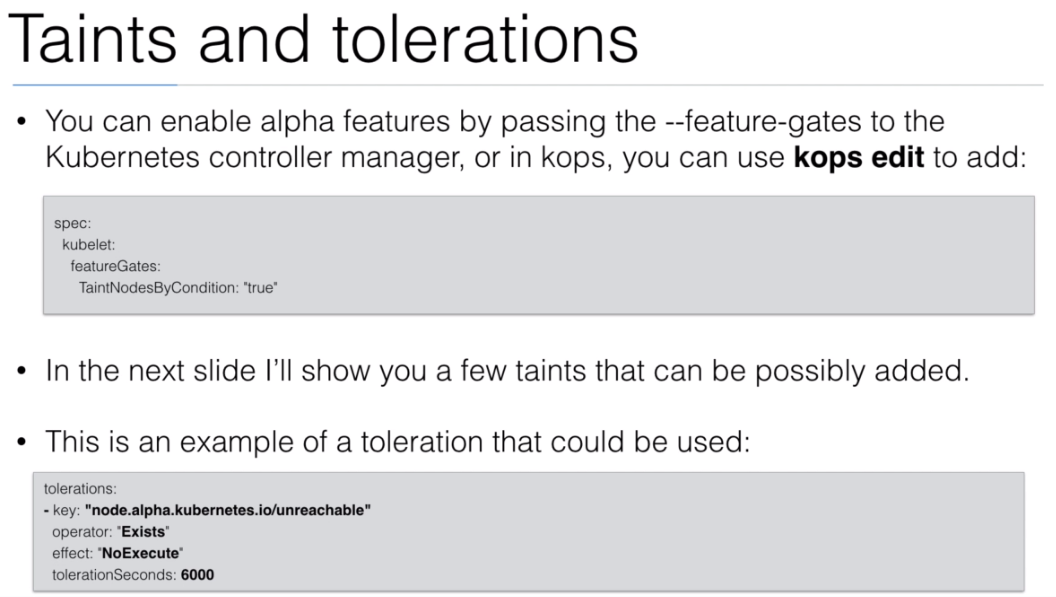 Taints and tolerations
• You can enable alpha features by passing the --feature-gates to the
Kubernetes controller manager, or in kops, you can use kops edit to add:
spec:
  kubelet:
    featureGates:
      TaintNodesByCondition: "true"
• In the next slide I'll show you a few taints that can be possibly added.
• This is an example of a toleration that could be used:
tolerations:
- key: "node.alpha.kubernetes.io/unreachable"
  operator: "Exists"
  effect: "NoExecute"
  tolerationSeconds: 6000